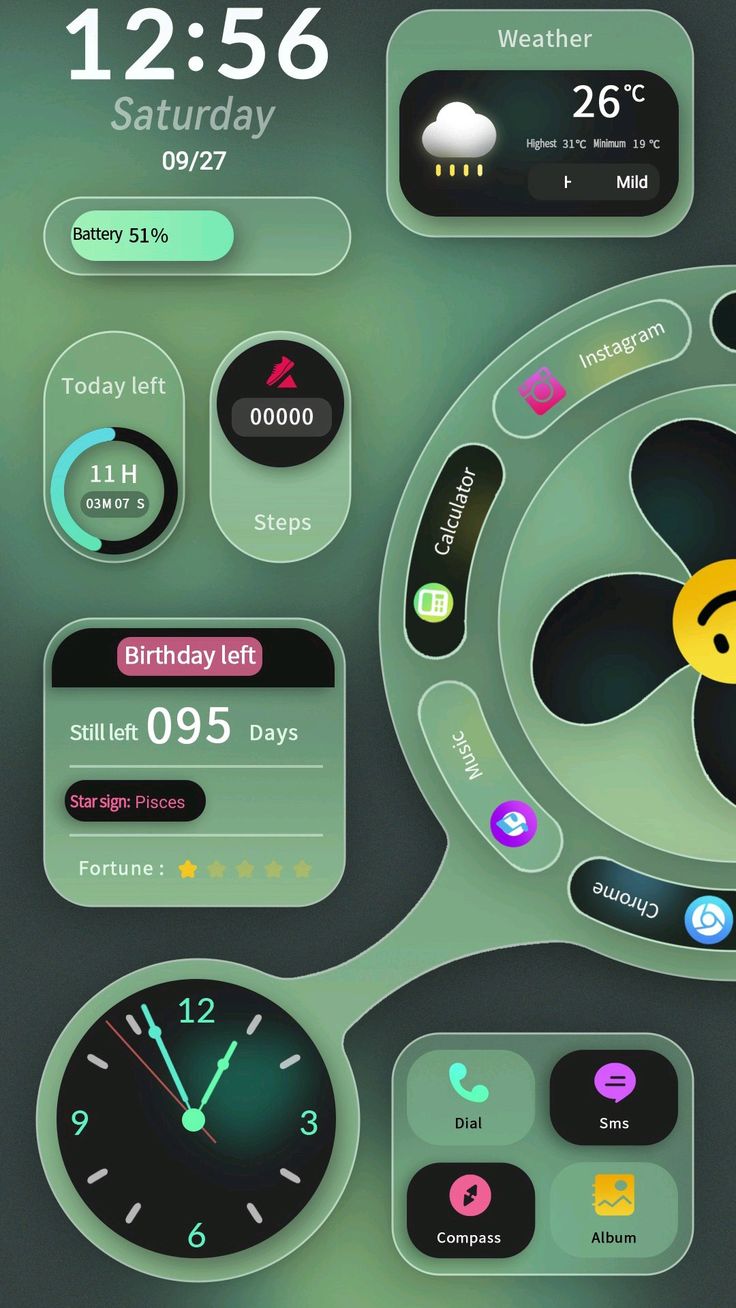 12:56
Saturday
09/27
Battery 51%
Weather
26°C
Highest 31°C Minimum 19 °C
Mild
Today left
11 H
03M 07 S
00000
Steps
Instagram
Calculator
Music
Chrome
Birthday left
Still left 095 Days
Star sign: Pisces
Fortune :
12
3
6
9
Dial
Sms
Compass
Album